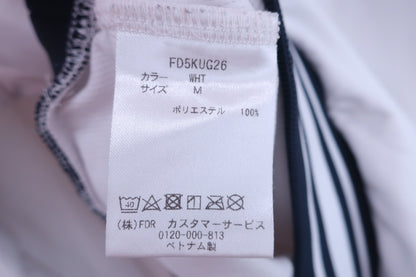 FD5KUG26
カラー WHT
サイズ M
ポリエステル 100%
40
(株)FDR カスタマーサービス
0120-000-813
ベトナム製